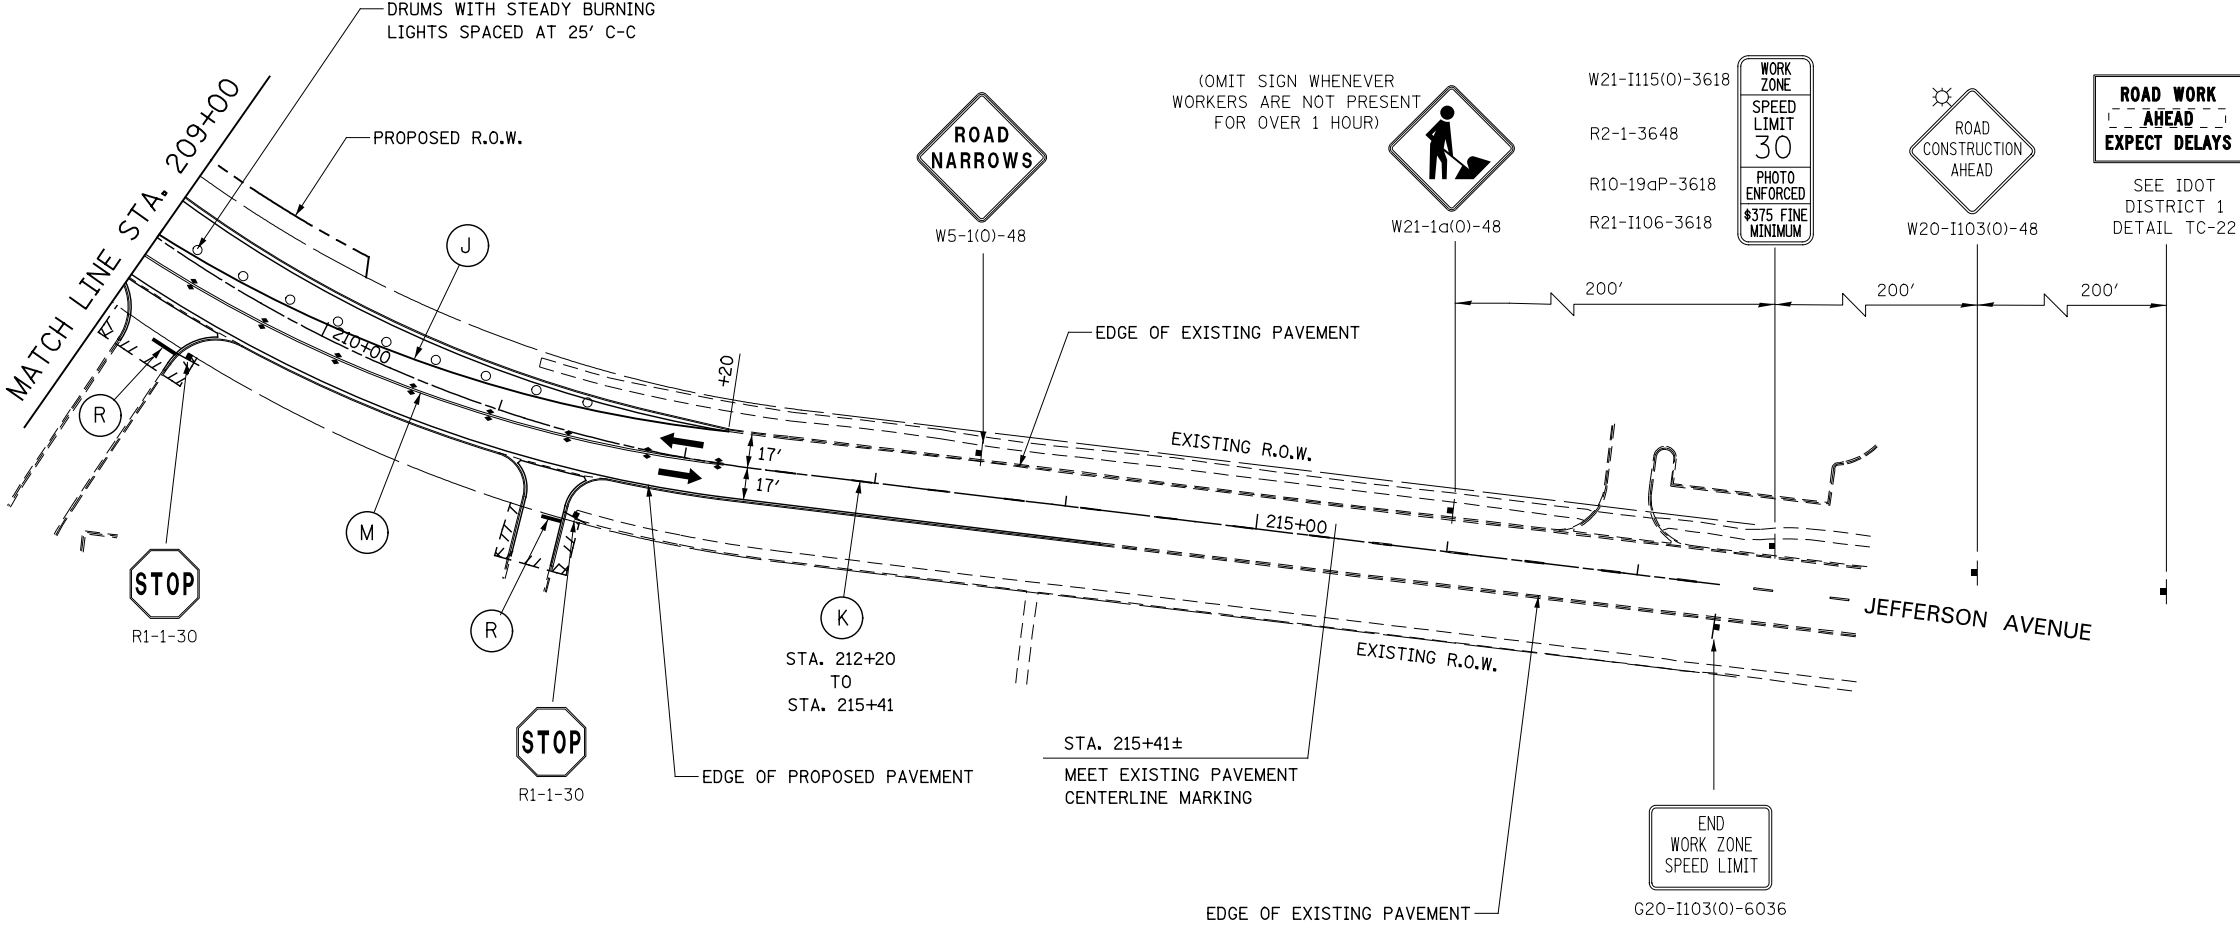 DRUMS WITH STEADY BURNING
LIGHTS SPACED AT 25' C-C
MATCH LINE STA. 209+00
PROPOSED R.O.W.
J
210+00
+20
R
M
STOP
R1-1-30
R
STOP
R1-1-30
17'
17'
K
STA. 212+20
TO
STA. 215+41
EDGE OF PROPOSED PAVEMENT
ROAD
NARROWS
W5-1(O)-48
EDGE OF EXISTING PAVEMENT
EXISTING R.O.W.
215+00
EXISTING R.O.W.
STA. 215+41±
MEET EXISTING PAVEMENT
CENTERLINE MARKING
EDGE OF EXISTING PAVEMENT
(OMIT SIGN WHENEVER
WORKERS ARE NOT PRESENT
FOR OVER 1 HOUR)
W21-1a(O)-48
W21-I115(O)-3618
R2-1-3648
R10-19aP-3618
R21-I106-3618
WORK
ZONE
SPEED
LIMIT
30
PHOTO
ENFORCED
$375 FINE
MINIMUM
ROAD
CONSTRUCTION
AHEAD
W20-I103(O)-48
ROAD WORK
AHEAD
EXPECT DELAYS
SEE IDOT
DISTRICT 1
DETAIL TC-22
200'
200'
200'
JEFFERSON AVENUE
END
WORK ZONE
SPEED LIMIT
G20-I103(O)-6036